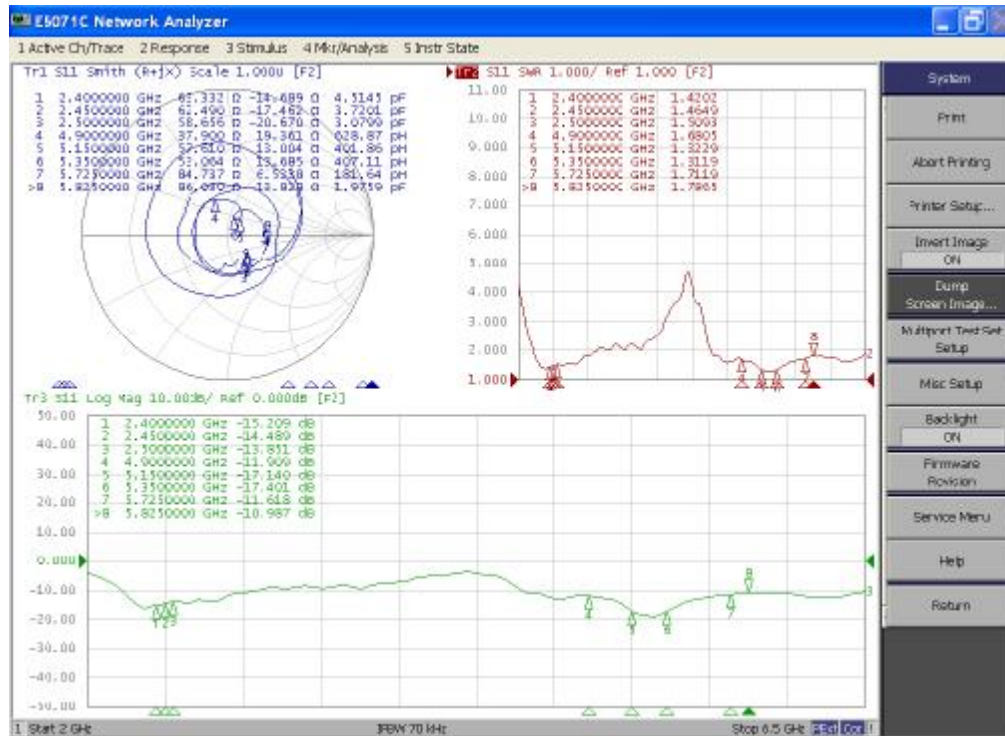 E5071C Network Analyzer
1 Active Ch/Trace 2 Response 3 Stimulus 4 Mkr/Analysis 5 Instr State
Tr1 S11 Smith (R+jX) Scale 1.000U [F2]
1 2.4000000 GHz 63.332 Ω -14.689 Ω 4.5145 pF
2 2.4500000 GHz 62.490 Ω -17.462 Ω 3.7201 pF
3 2.5000000 GHz 58.656 Ω -20.670 Ω 3.0799 pF
4 4.9000000 GHz 37.900 Ω 19.361 Ω 628.87 pH
5 5.1500000 GHz 57.610 Ω 13.004 Ω 401.86 pH
6 5.3500000 GHz 53.064 Ω 13.685 Ω 407.11 pH
7 5.7250000 GHz 84.737 Ω 6.5338 Ω 181.64 pH
>8 5.8250000 GHz -13.828 Ω 1.9759 pF
Tr2 S11 SWR 1.000/ Ref 1.000 [F2]
11.00
10.00
9.000
8.000
7.000
6.000
5.000
4.000
3.000
2.000
1.000
1 2.4000000 GHz 1.4202
2 2.4500000 GHz 1.4649
3 2.5000000 GHz 1.5093
4 4.9000000 GHz 1.6805
5 5.1500000 GHz 1.3229
6 5.3500000 GHz 1.3119
7 5.7250000 GHz 1.7119
>8 5.8250000 GHz 1.7865
Tr3 S11 Log Mag 10.00dB/ Ref 0.000dB [F2]
50.00
40.00
30.00
20.00
10.00
0.000
-10.00
-20.00
-30.00
-40.00
-50.00
1 2.4000000 GHz -15.209 dB
2 2.4500000 GHz -14.489 dB
3 2.5000000 GHz -13.851 dB
4 4.9000000 GHz -11.909 dB
5 5.1500000 GHz -17.140 dB
6 5.3500000 GHz -17.401 dB
7 5.7250000 GHz -11.618 dB
>8 5.8250000 GHz -10.987 dB
1 Start 2 GHz IFBW 70 kHz Stop 6.5 GHz Cor !
System
Print
Abort Printing
Printer Setup...
Invert Image
ON
Dump
Screen Image...
Multiport Test Set
Setup
Misc Setup
Backlight
ON
Firmware
Revision
Service Menu
Help
Return